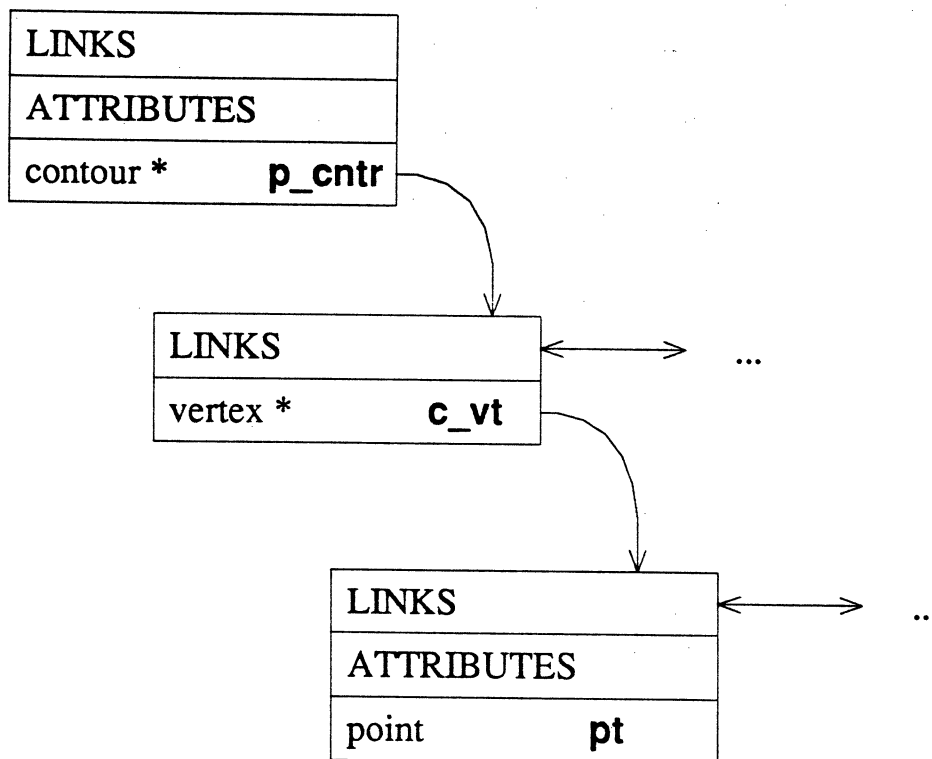 LINKS
ATTRIBUTES
contour * p_cntr
LINKS
...
vertex * c_vt
LINKS
..
ATTRIBUTES
point pt